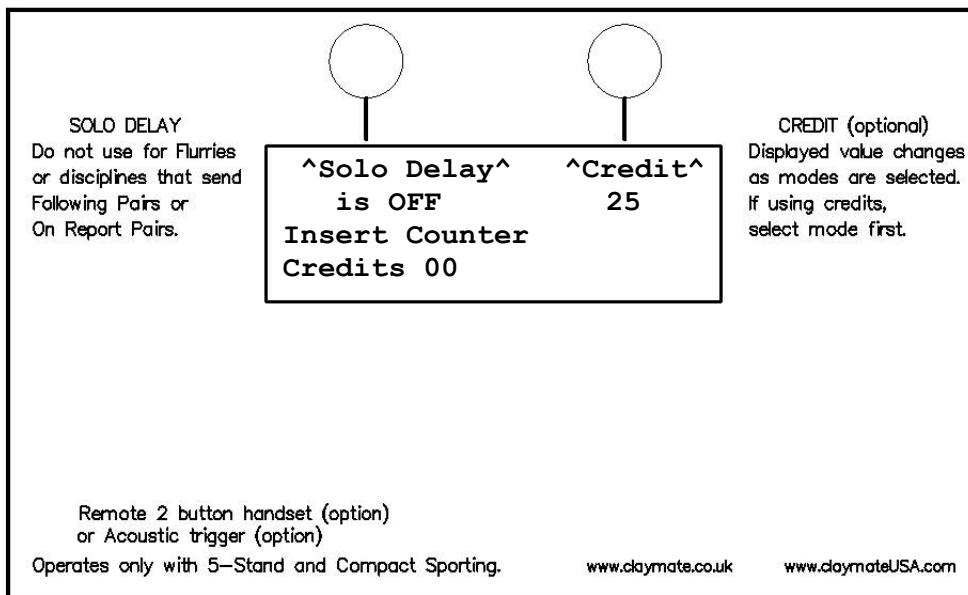 SOLO DELAY
Do not use for Flurries
or disciplines that send
Following Pairs or
On Report Pairs.
^Solo Delay^ ^Credit^
is OFF 25
Insert Counter
Credits 00
CREDIT (optional)
Displayed value changes
as modes are selected.
If using credits,
select mode first.
Remote 2 button handset (option)
or Acoustic trigger (option)
Operates only with 5-Stand and Compact Sporting.
www.claymate.co.uk www.claymateUSA.com